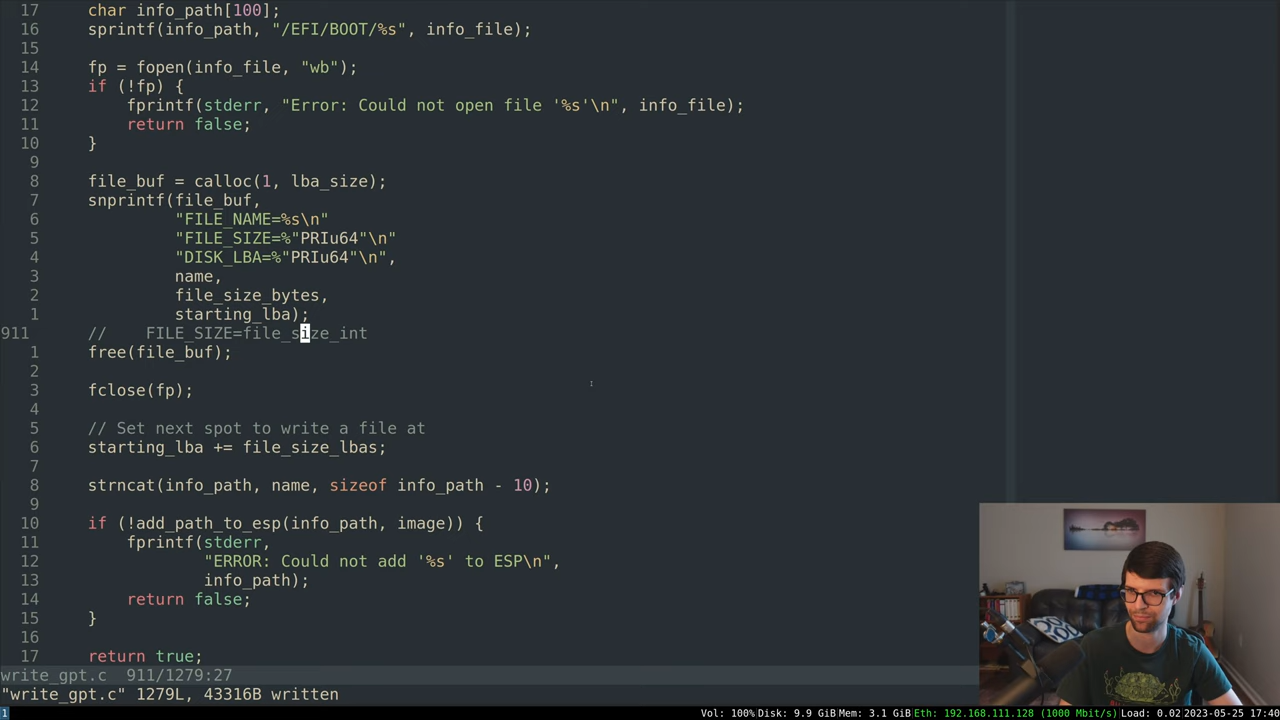 17     char info_path[100];
16     sprintf(info_path, "/EFI/BOOT/%s", info_file);
15
14     fp = fopen(info_file, "wb");
13     if (!fp) {
12         fprintf(stderr, "Error: Could not open file '%s'\n", info_file);
11         return false;
10     }
9
8     file_buf = calloc(1, lba_size);
7     snprintf(file_buf,
6              "FILE_NAME=%s\n"
5              "FILE_SIZE=%"PRIu64"\n"
4              "DISK_LBA=%"PRIu64"\n",
3              name,
2              file_size_bytes,
1              starting_lba);
911     //    FILE_SIZE=file_size_int
1     free(file_buf);
2
3     fclose(fp);
4
5     // Set next spot to write a file at
6     starting_lba += file_size_lbas;
7
8     strncat(info_path, name, sizeof info_path - 10);
9
10     if (!add_path_to_esp(info_path, image)) {
11         fprintf(stderr,
12                 "ERROR: Could not add '%s' to ESP\n",
13                 info_path);
14         return false;
15     }
16
17     return true;
write_gpt.c  911/1279:27
"write_gpt.c" 1279L, 43316B written
1 Vol: 100% Disk: 9.9 GiB Mem: 3.1 GiB Eth: 192.168.111.128 (1000 Mbit/s) Load: 0.02 2023-05-25 17:40